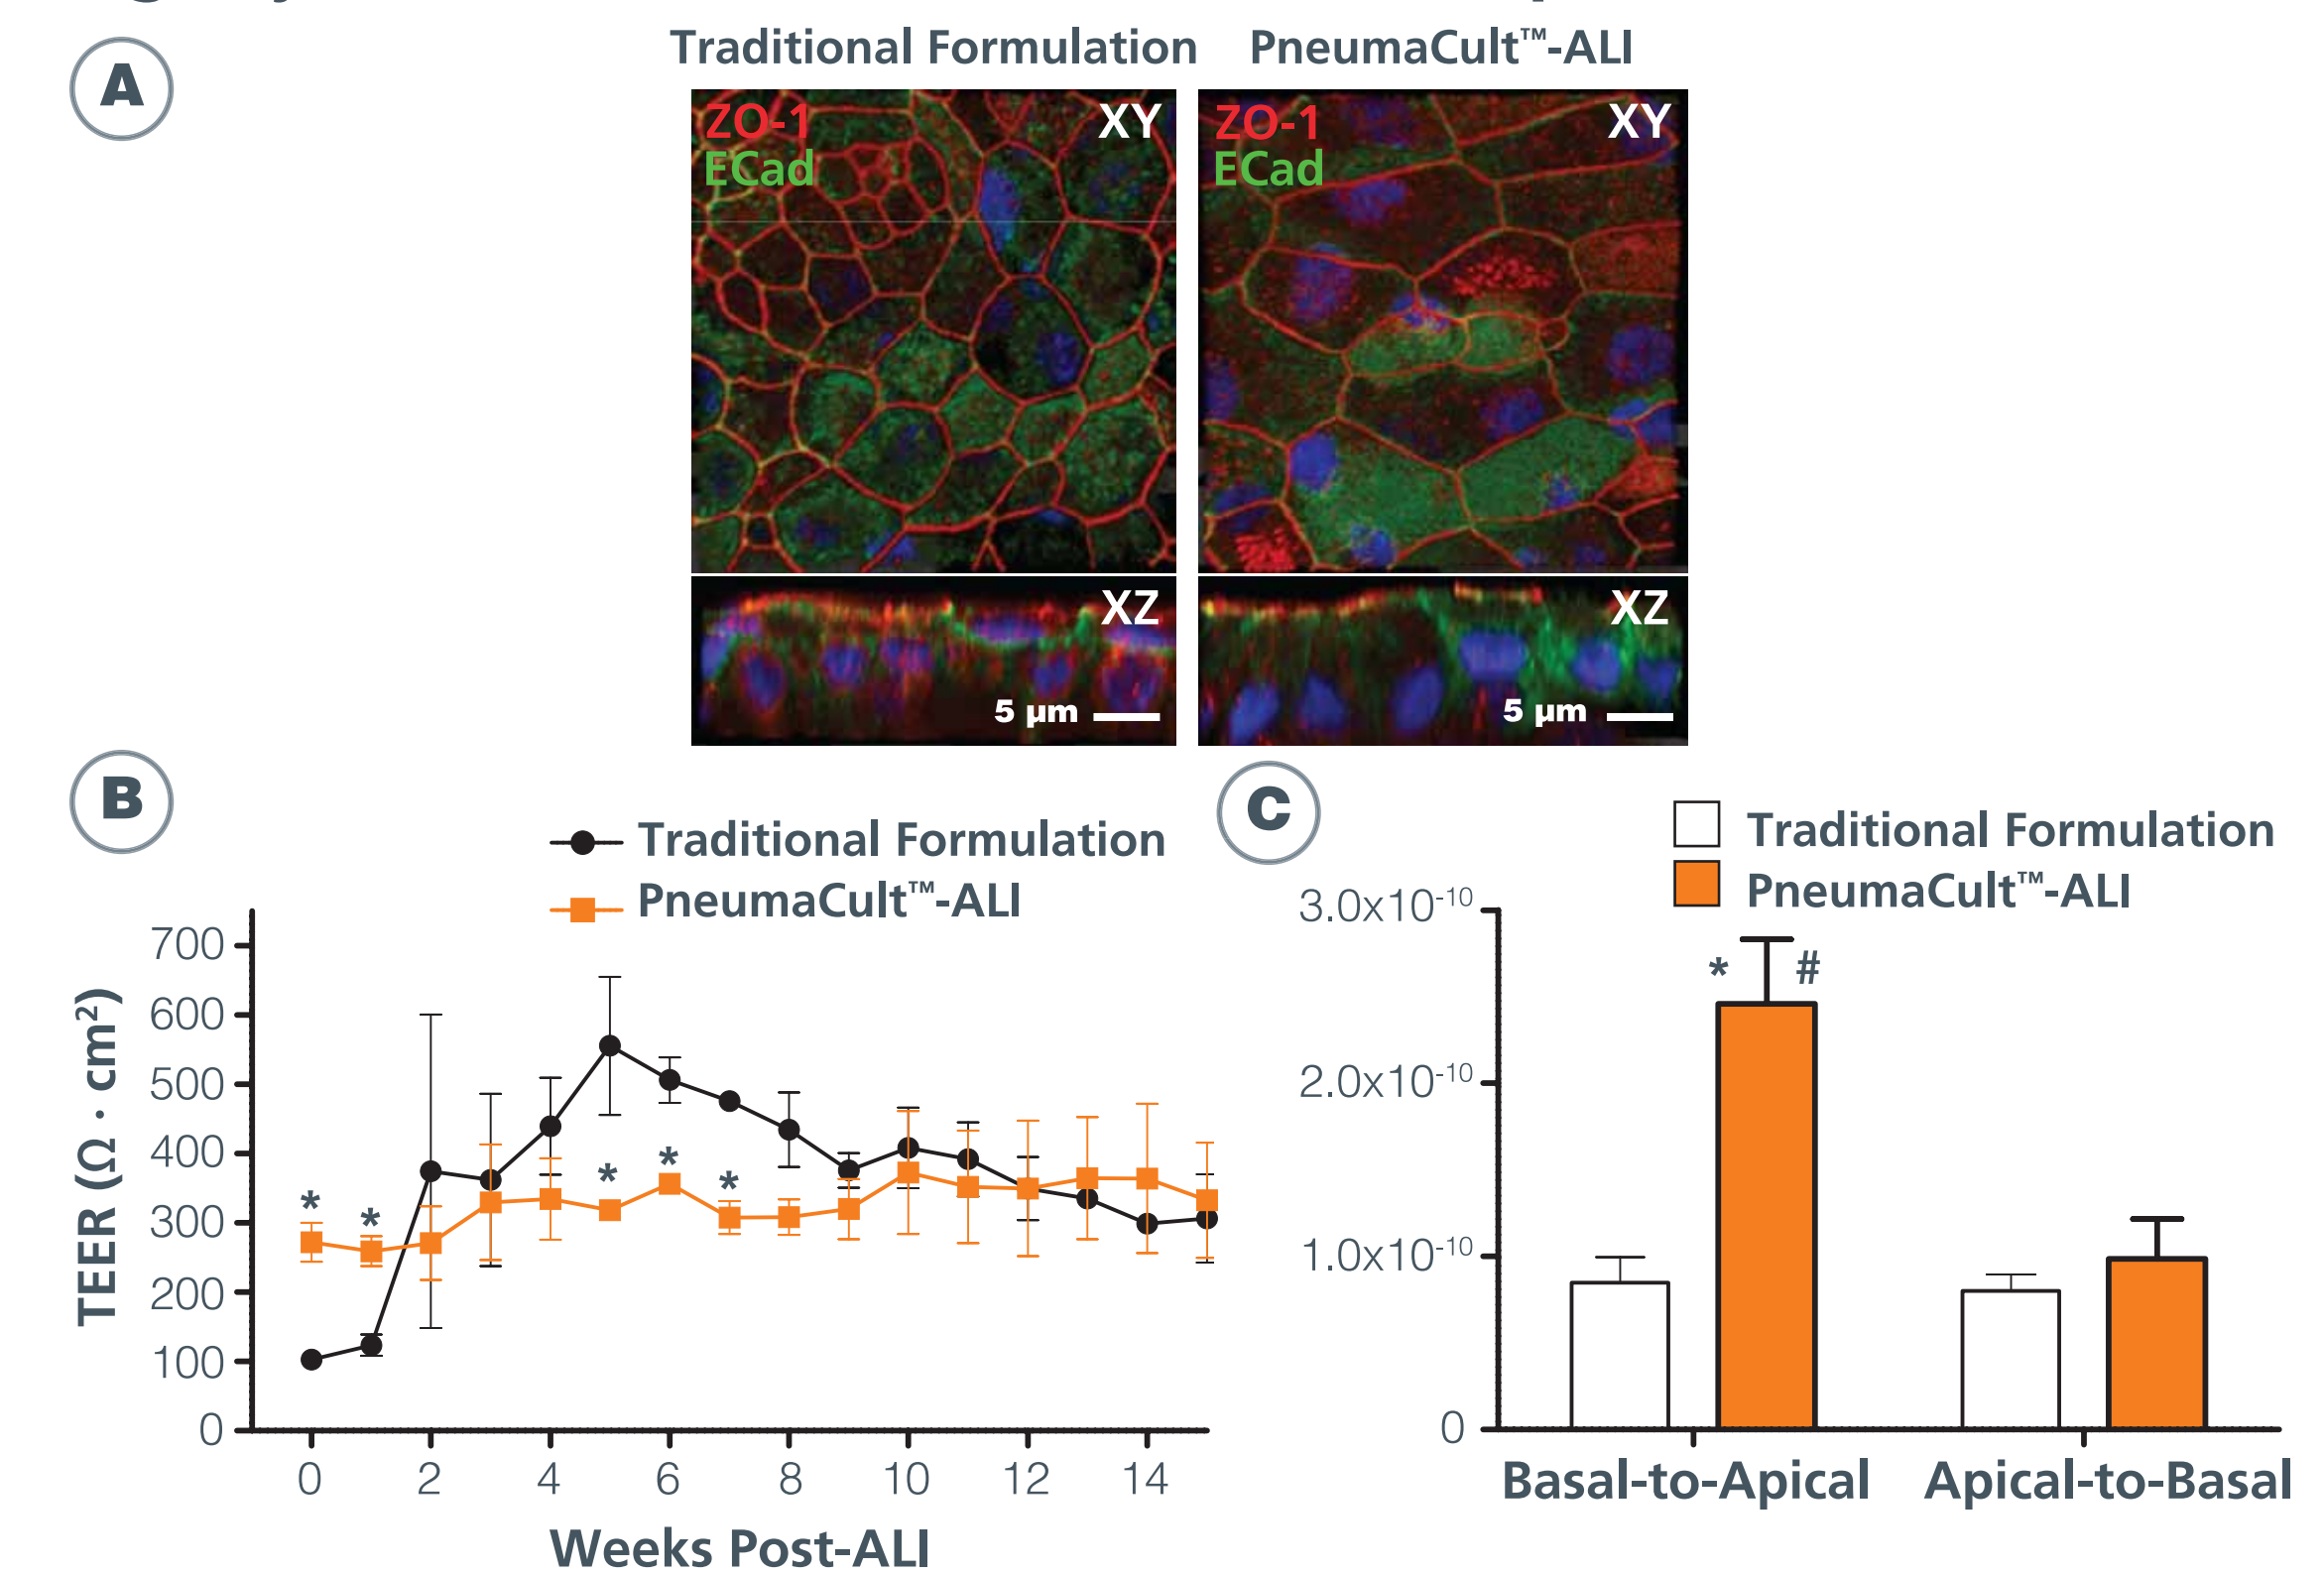 A
Traditional Formulation
PneumaCult™-ALI
ZO-1
ECad
XY
ZO-1
ECad
XY
XZ
5 µm
XZ
5 µm
B
Traditional Formulation
PneumaCult™-ALI
TEER (Ω · cm²)
700
600
500
400
300
200
100
0
* * * * *
0 2 4 6 8 10 12 14
Weeks Post-ALI
C
Traditional Formulation
PneumaCult™-ALI
3.0x10⁻¹⁰
2.0x10⁻¹⁰
1.0x10⁻¹⁰
0
* #
Basal-to-Apical Apical-to-Basal